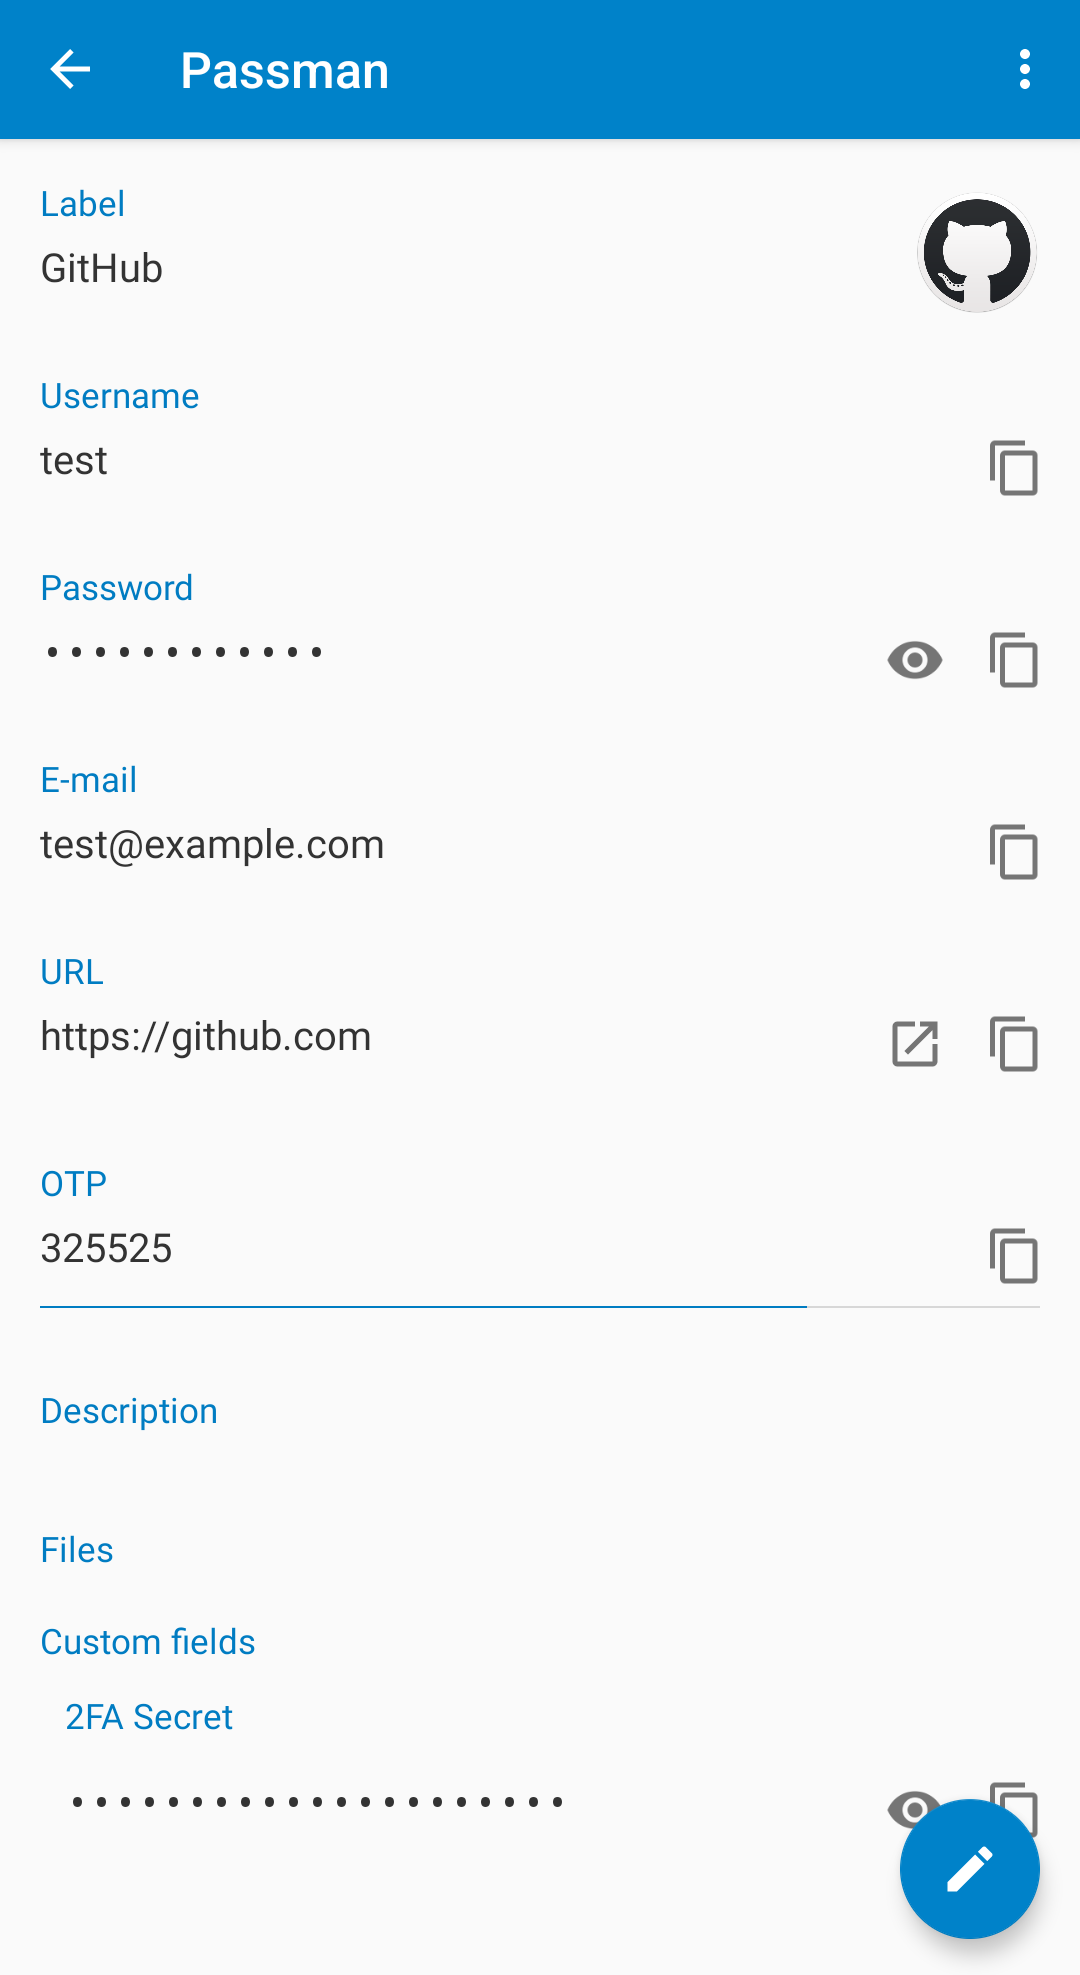 Passman
Label
GitHub
Username
test
Password
••••••••••••
E-mail
test@example.com
URL
https://github.com
OTP
325525
Description
Files
Custom fields
2FA Secret
•••••••••••••••••••••